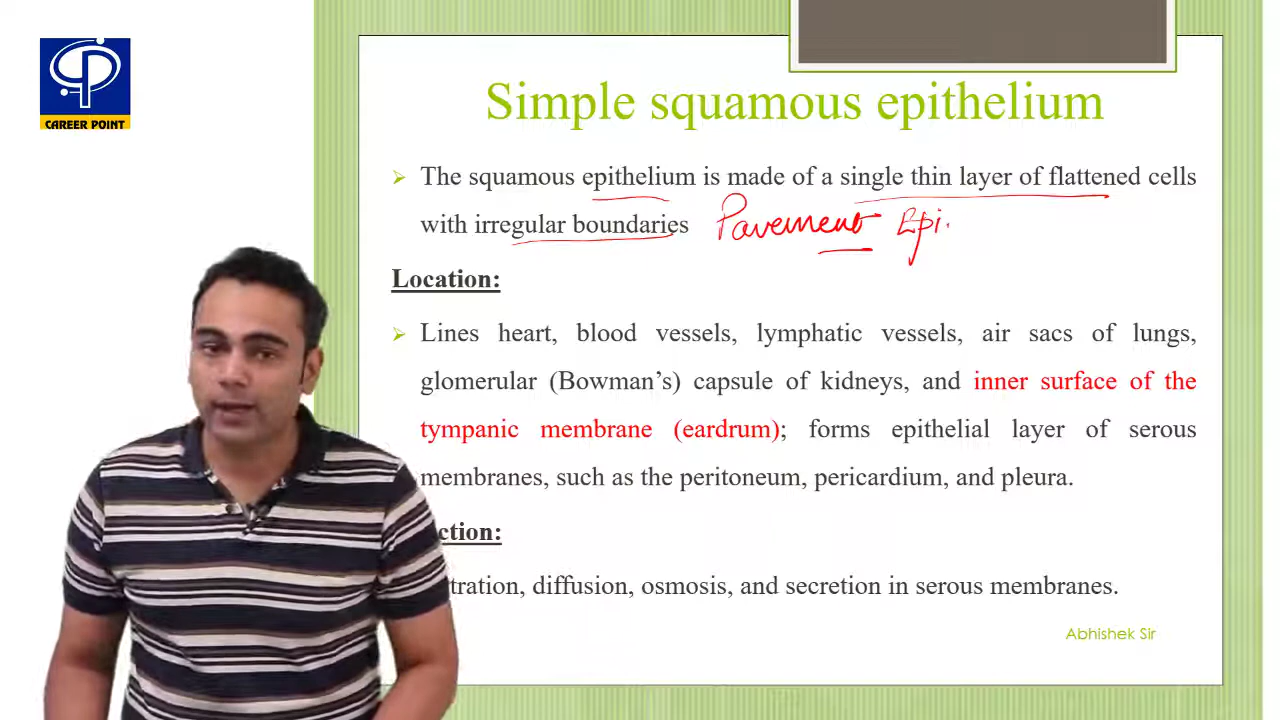 CAREER POINT
Simple squamous epithelium
The squamous epithelium is made of a single thin layer of flattened cells
with irregular boundaries Pavement Epi.
Location:
Lines heart, blood vessels, lymphatic vessels, air sacs of lungs,
glomerular (Bowman's) capsule of kidneys, and inner surface of the
tympanic membrane (eardrum); forms epithelial layer of serous
membranes, such as the peritoneum, pericardium, and pleura.
ction:
tration, diffusion, osmosis, and secretion in serous membranes.
Abhishek Sir